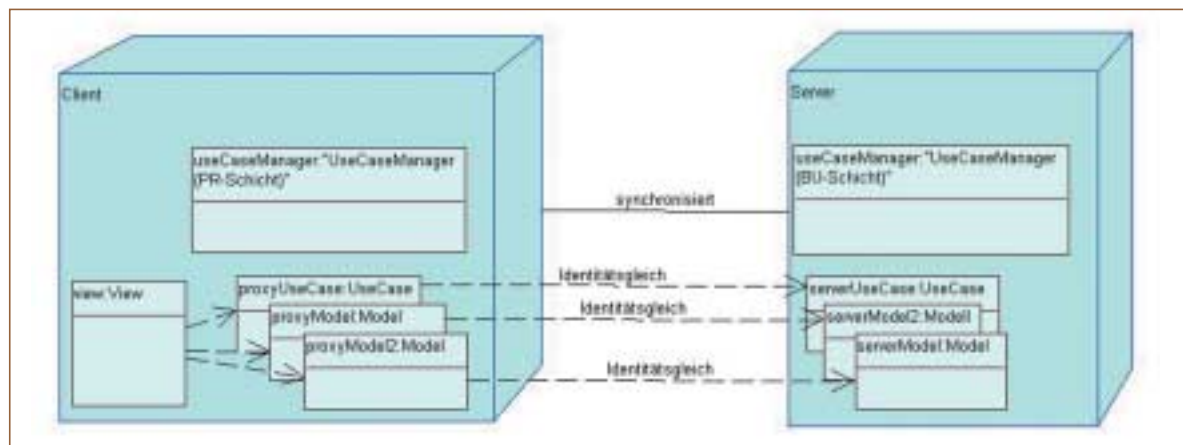 Client
Server
useCaseManager:"UseCaseManager
(PR-Schicht)"
useCaseManager:"UseCaseManager
(BU-Schicht)"
synchronisiert
Identitätsgleich
view:View
proxyUseCase:UseCase
serverUseCase:UseCase
Identitätsgleich
proxyModel:Model
serverModel2:Modell
proxyModel2:Model
serverModel:Model
Identitätsgleich